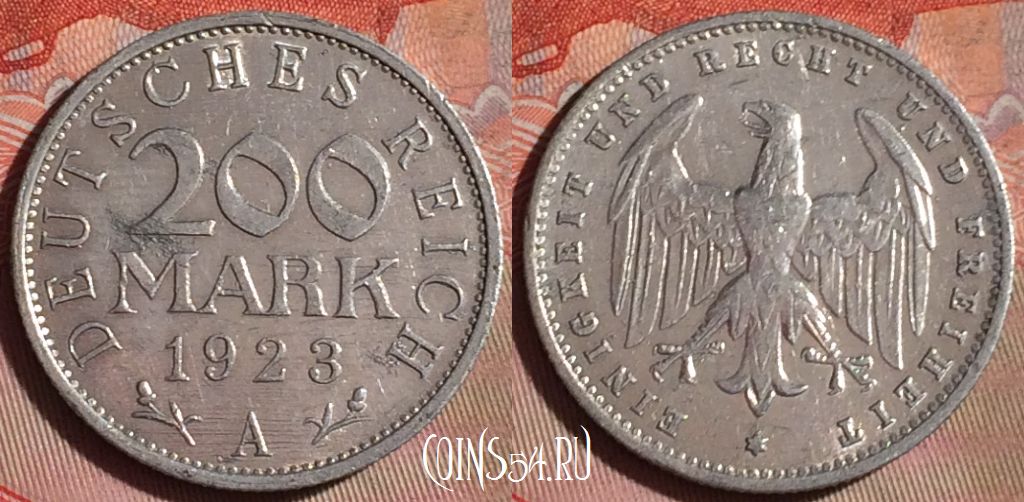 DEUTSCHES REICH
200
MARK
1923
A
EINIGKEIT UND RECHT UND FREIHEIT
COINS54.RU